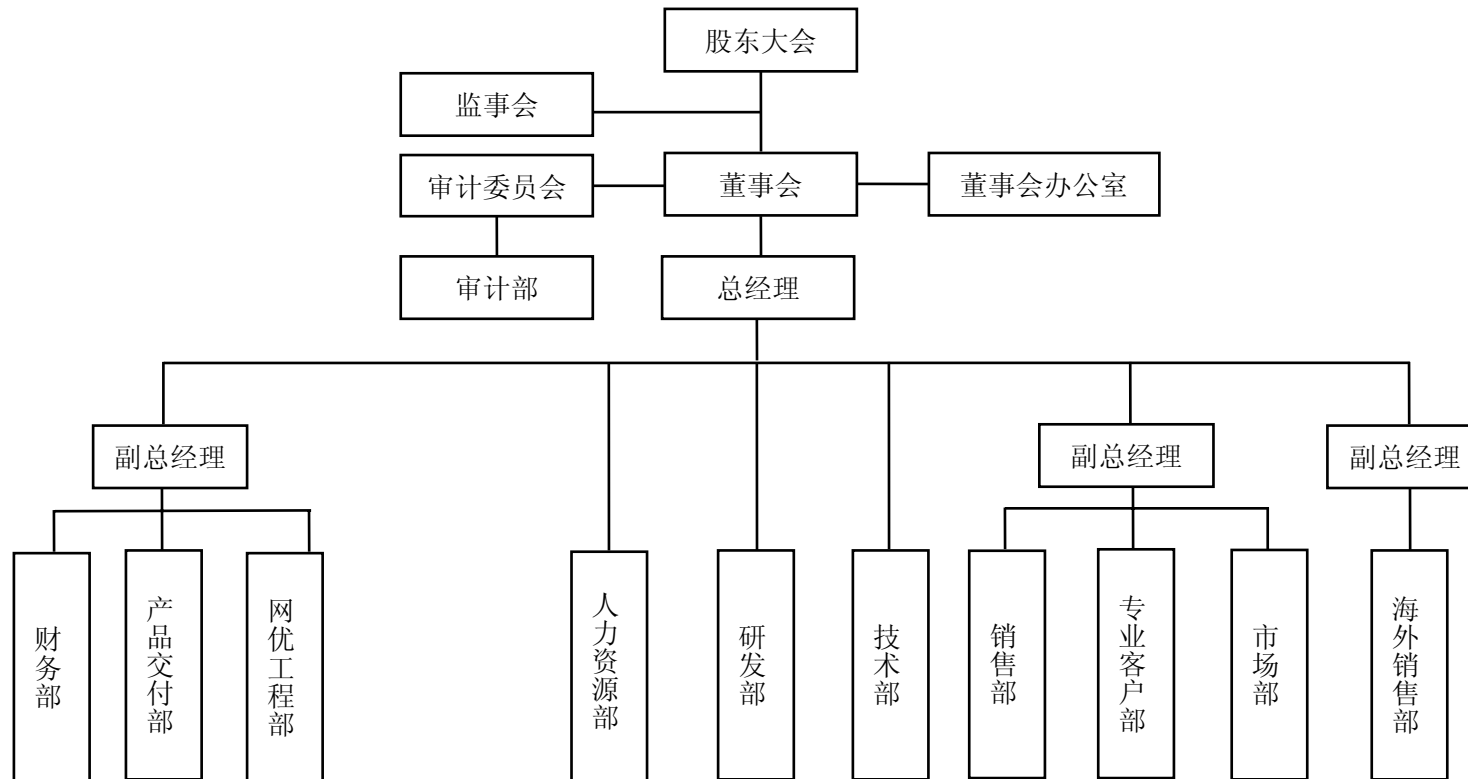 股东大会
监事会
审计委员会
董事会
董事会办公室
审计部
总经理
副总经理
副总经理
副总经理
财务部
产品交付部
网优工程部
人力资源部
研发部
技术部
销售部
专业客户部
市场部
海外销售部